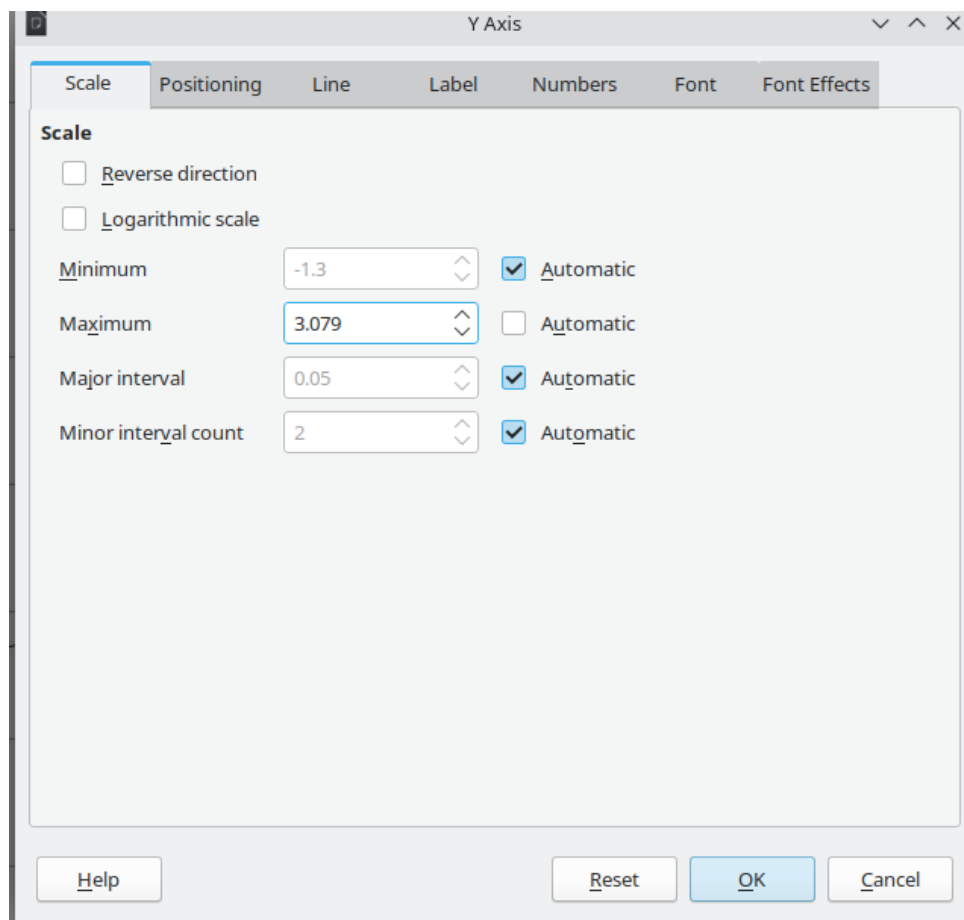 Y Axis
Scale Positioning Line Label Numbers Font Font Effects
Scale
Reverse direction
Logarithmic scale
Minimum -1.3 Automatic
Maximum 3.079 Automatic
Major interval 0.05 Automatic
Minor interval count 2 Automatic
Help Reset OK Cancel